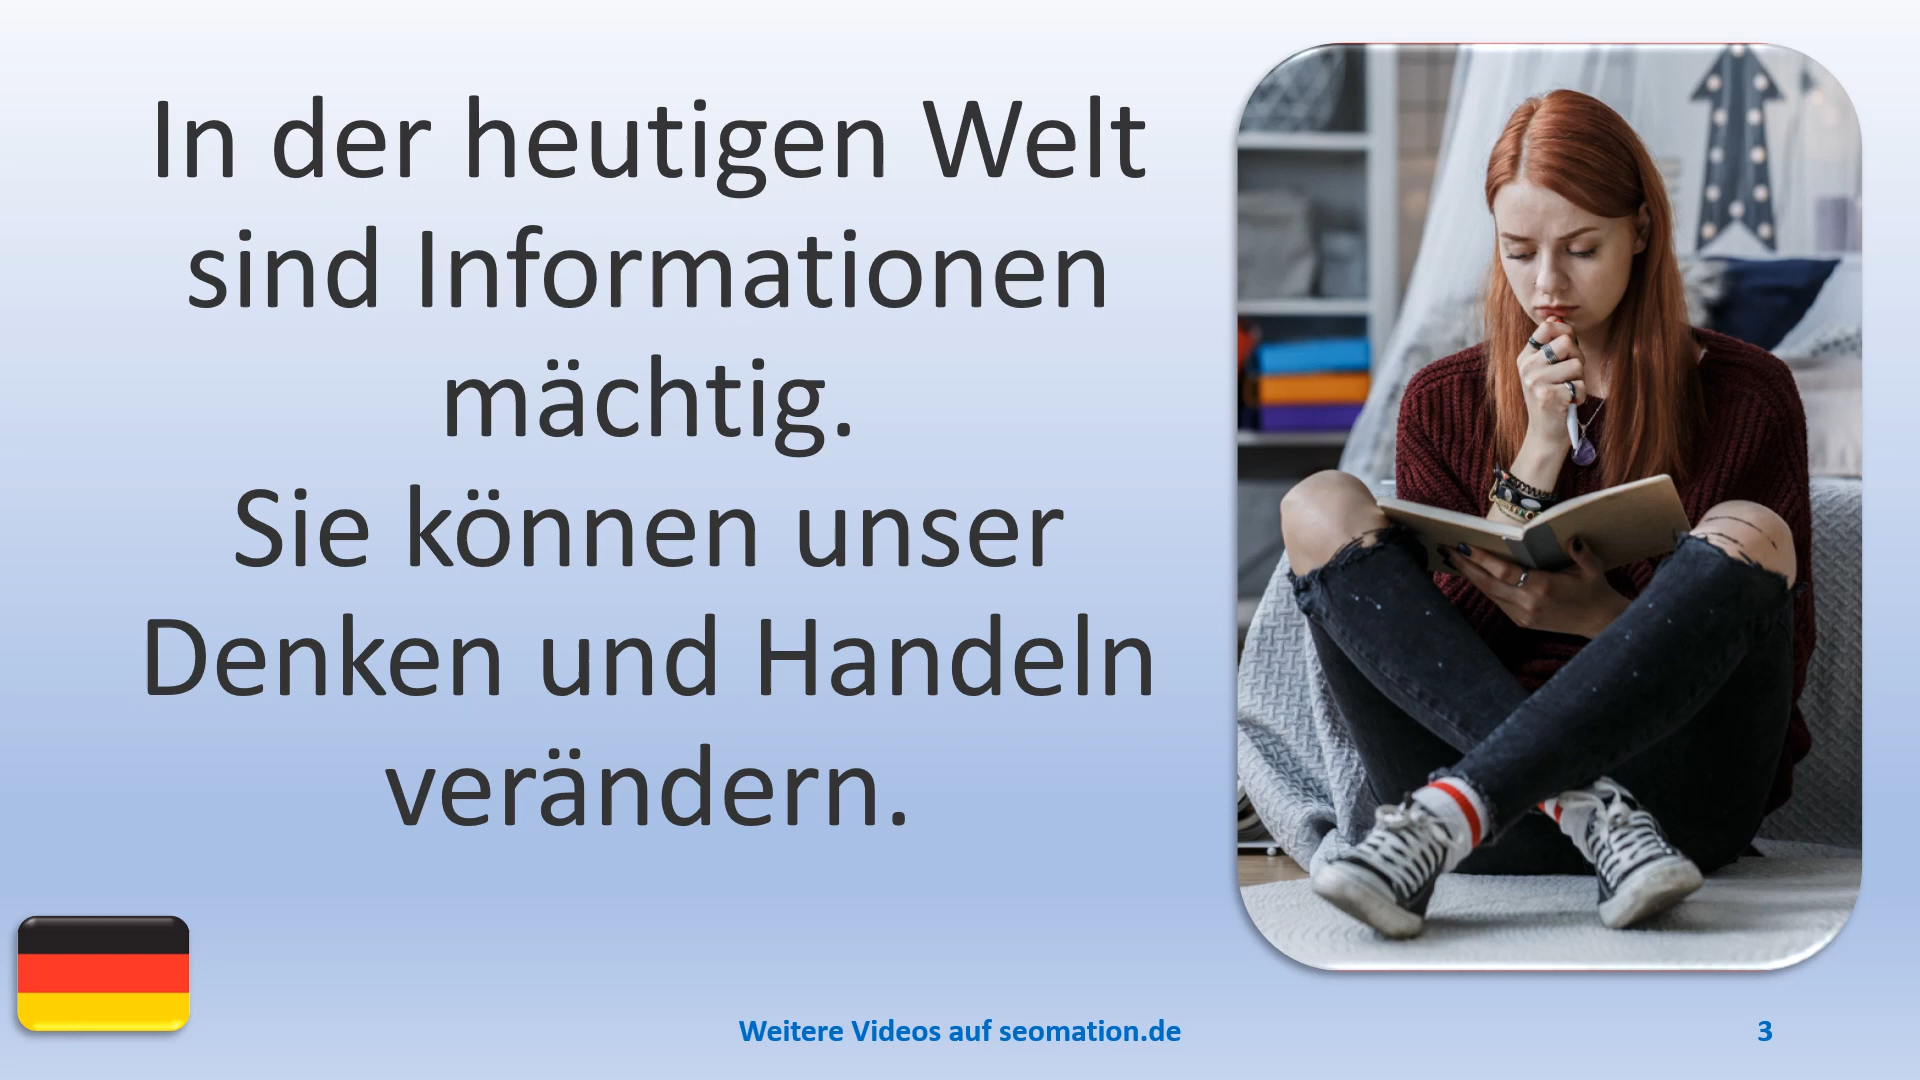 In der heutigen Welt
sind Informationen
mächtig.
Sie können unser
Denken und Handeln
verändern.
Weitere Videos auf seomation.de
3